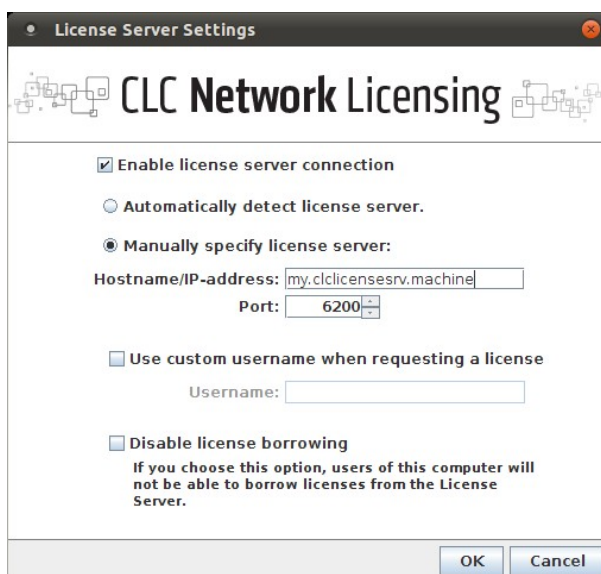 License Server Settings
CLC Network Licensing
Enable license server connection
Automatically detect license server.
Manually specify license server:
Hostname/IP-address: my.clclicensesrv.machine
Port: 6200
Use custom username when requesting a license
Username:
Disable license borrowing
If you choose this option, users of this computer will
not be able to borrow licenses from the License
Server.
OK Cancel